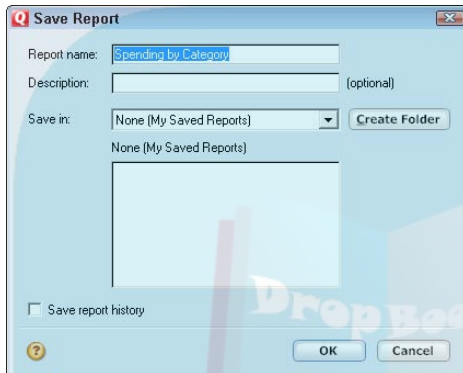 Save Report
Report name: Spending by Category
Description: (optional)
Save in: None (My Saved Reports) Create Folder
None (My Saved Reports)
Save report history
DropBoo
? OK Cancel